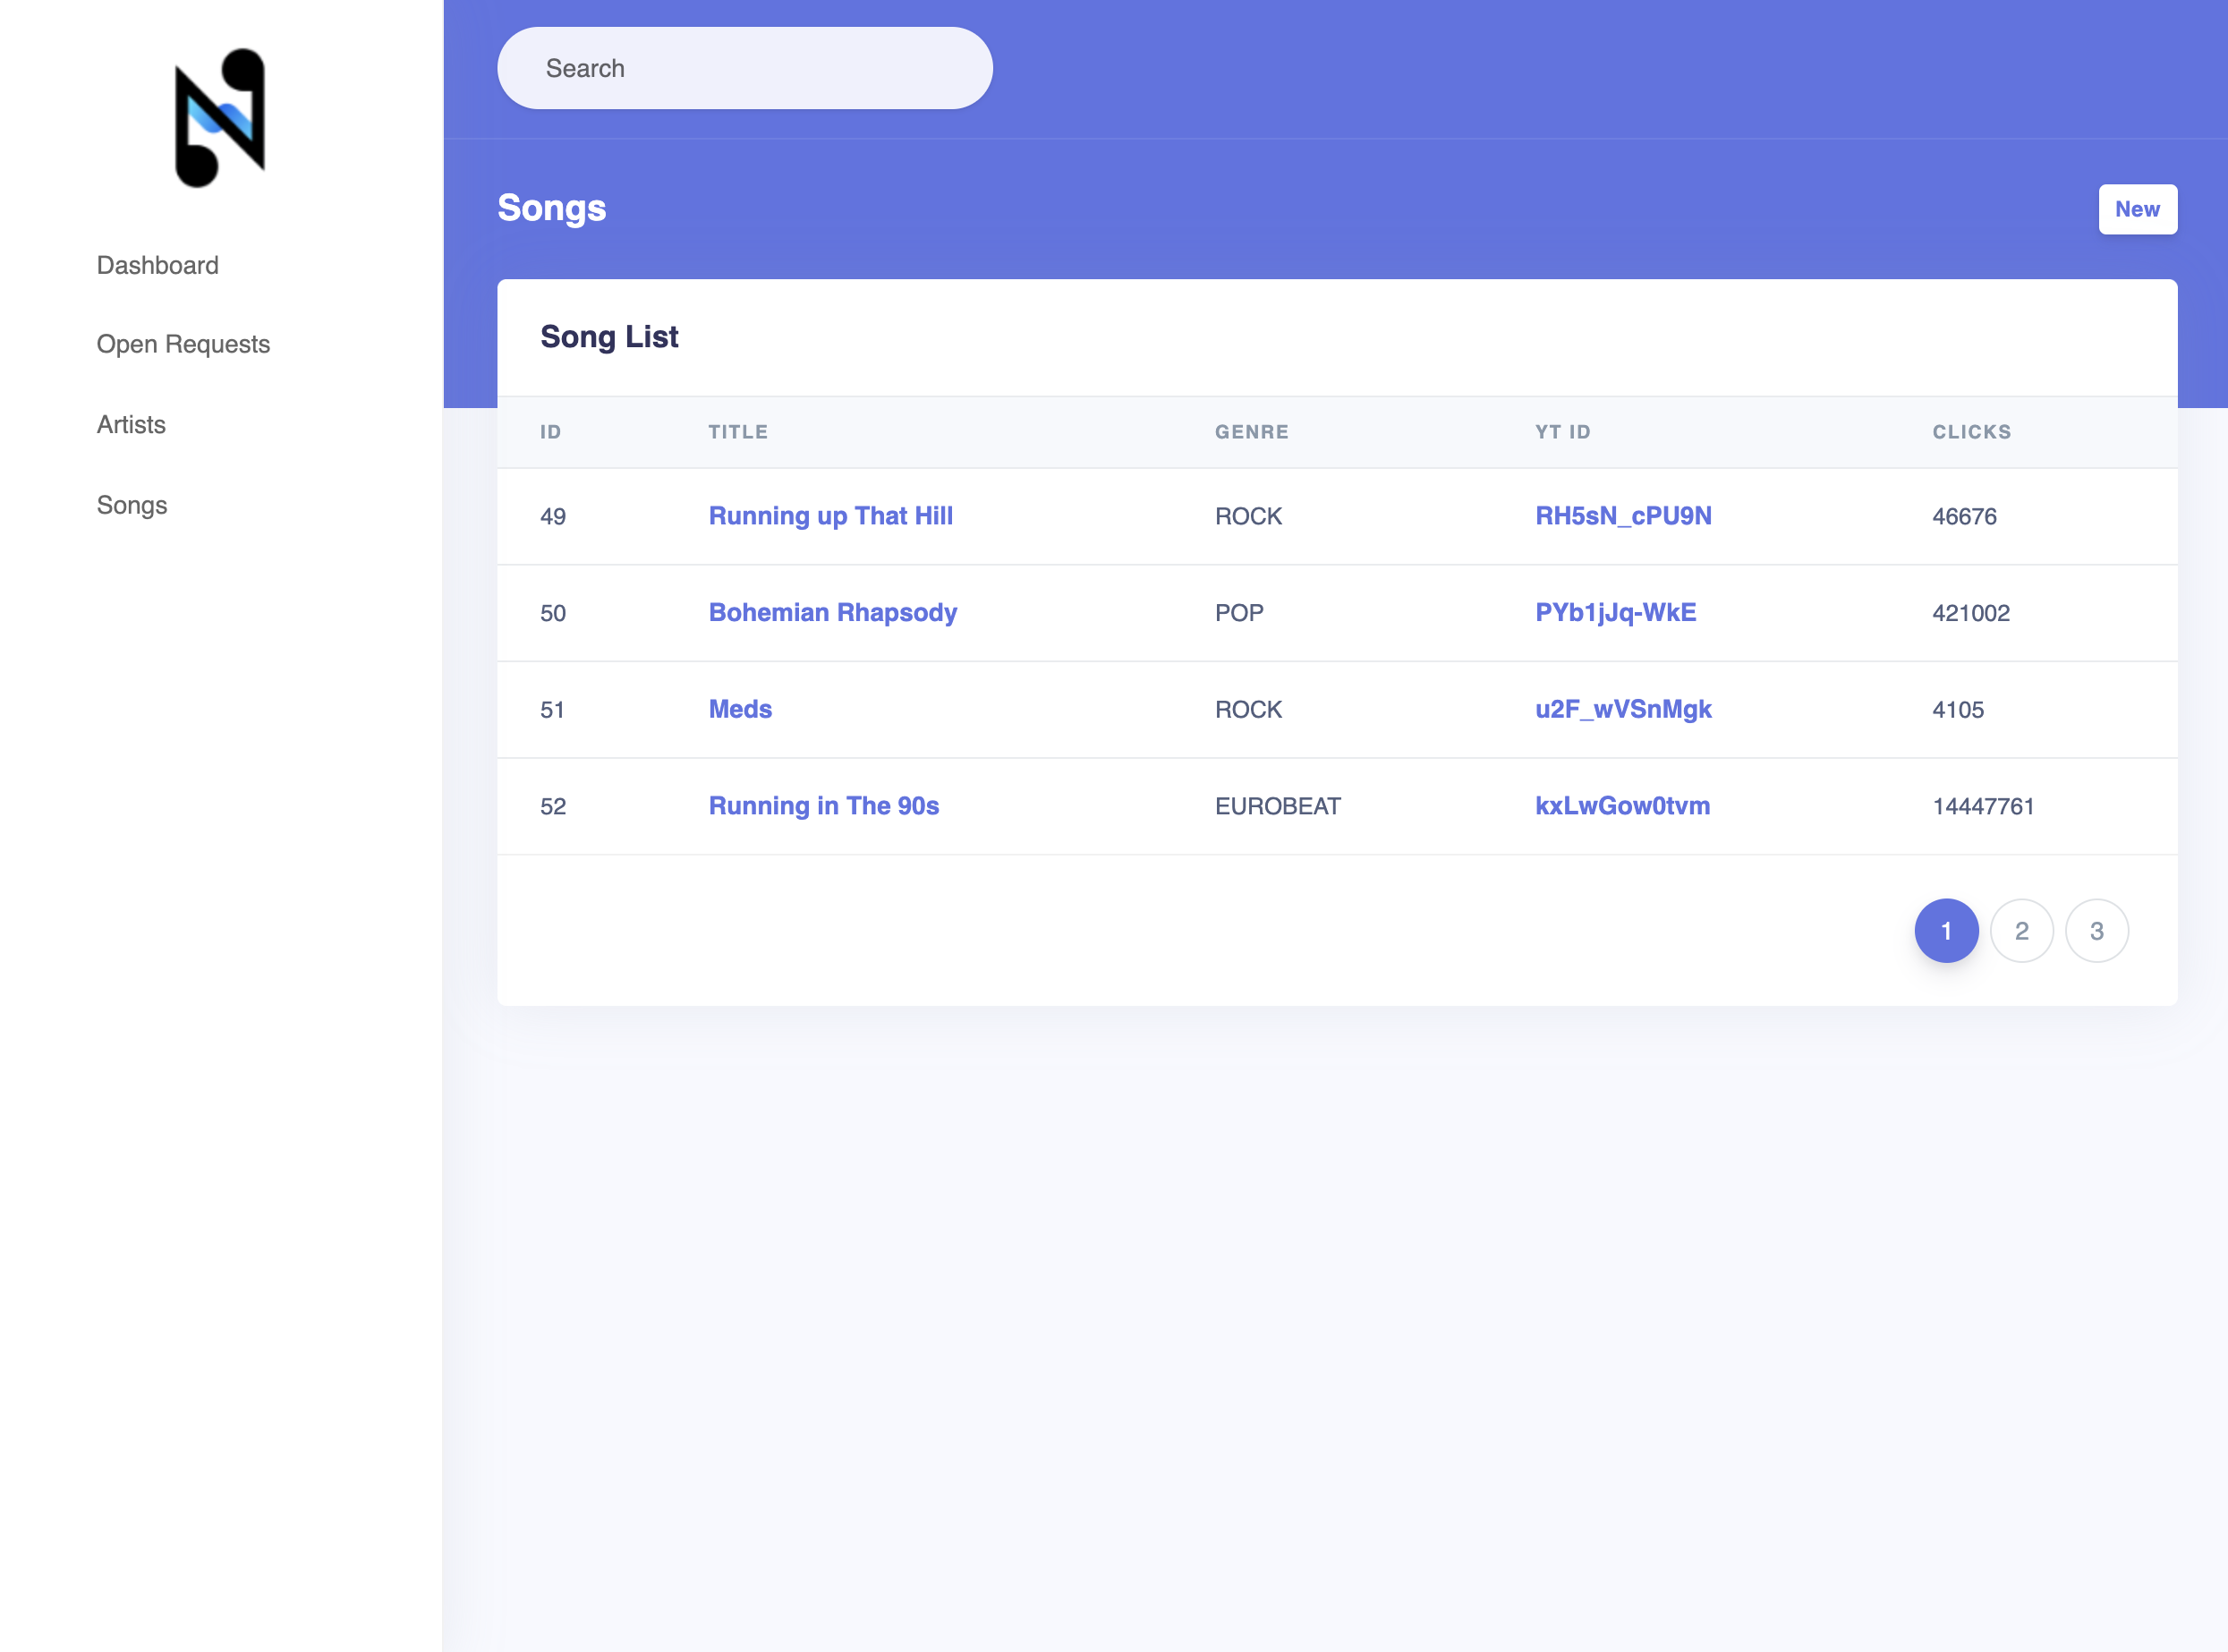 Search
Songs
New
Dashboard
Open Requests
Artists
Songs
Song List
ID TITLE GENRE YT ID CLICKS
49 Running up That Hill ROCK RH5sN_cPU9N 46676
50 Bohemian Rhapsody POP PYb1jJq-WkE 421002
51 Meds ROCK u2F_wVSnMgk 4105
52 Running in The 90s EUROBEAT kxLwGow0tvm 14447761
1 2 3